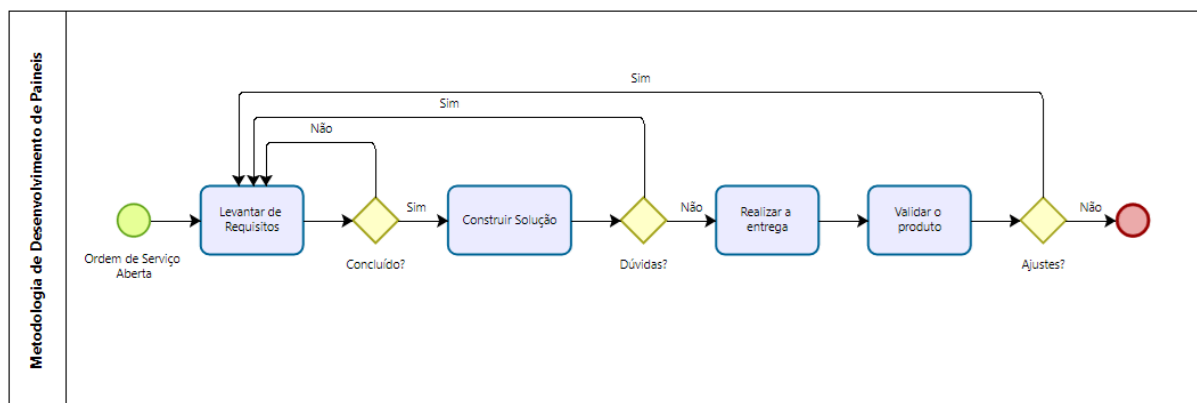 Metodologia de Desenvolvimento de Paineis
Sim
Sim
Não
Levantar de
Requisitos
Sim
Construir Solução
Não
Realizar a
entrega
Validar o
produto
Não
Ordem de Serviço
Aberta
Concluído?
Dúvidas?
Ajustes?